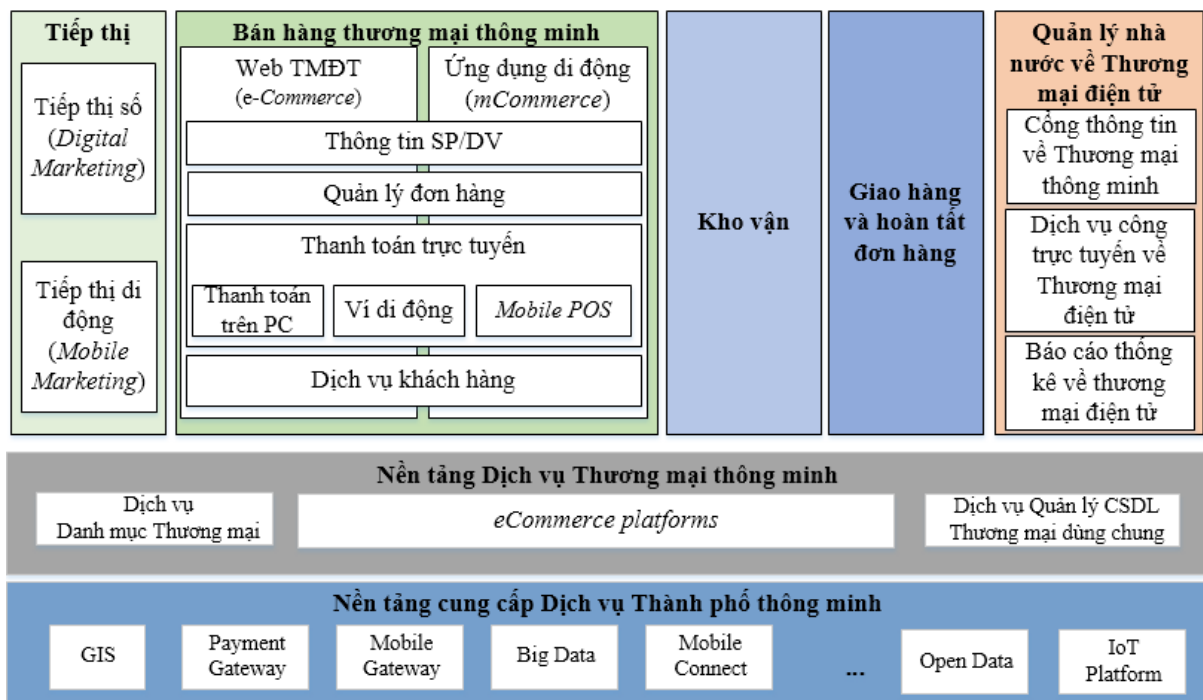 Tiếp thị
Tiếp thị số
(Digital
Marketing)
Tiếp thị di
động
(Mobile
Marketing)
Bán hàng thương mại thông minh
Web TMĐT
(e-Commerce)
Ứng dụng di động
(mCommerce)
Thông tin SP/DV
Quản lý đơn hàng
Thanh toán trực tuyến
Thanh toán
trên PC
Ví di động
Mobile POS
Dịch vụ khách hàng
Kho vận
Giao hàng
và hoàn tất
đơn hàng
Quản lý nhà
nước về Thương
mại điện tử
Cổng thông tin
về Thương mại
thông minh
Dịch vụ công
trực tuyến về
Thương mại
điện tử
Báo cáo thống
kê về thương
mại điện tử
Nền tảng Dịch vụ Thương mại thông minh
Dịch vụ
Danh mục Thương mại
eCommerce platforms
Dịch vụ Quản lý CSDL
Thương mại dùng chung
Nền tảng cung cấp Dịch vụ Thành phố thông minh
GIS
Payment
Gateway
Mobile
Gateway
Big Data
Mobile
Connect
...
Open Data
IoT
Platform